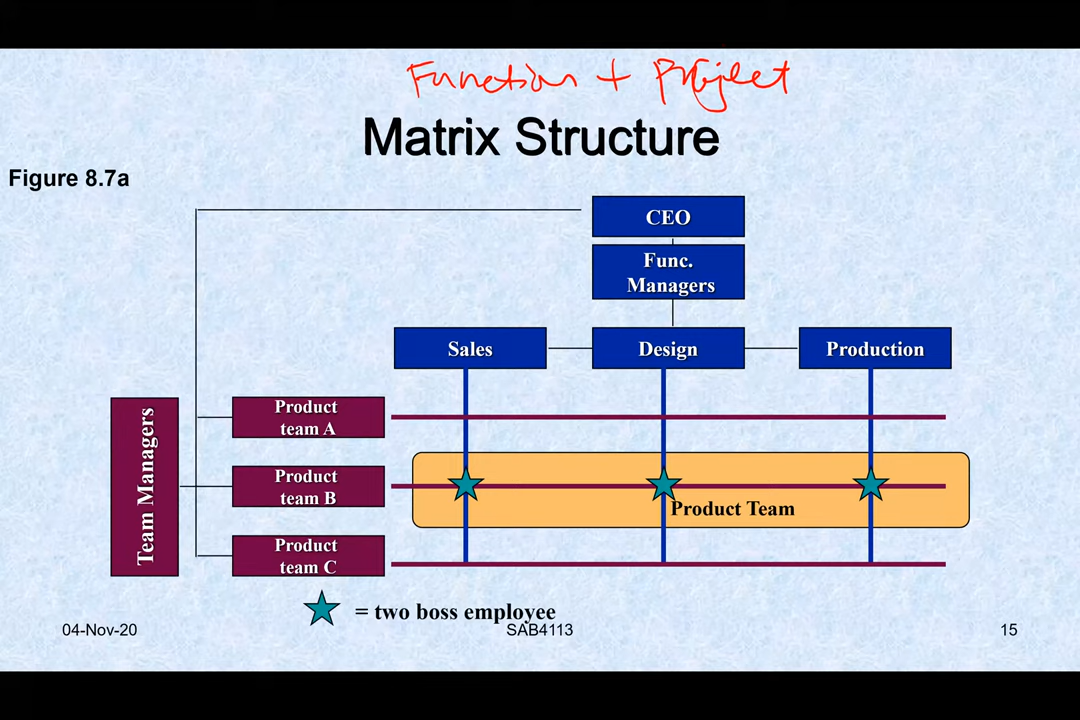 Function + Project
Matrix Structure
Figure 8.7a
CEO
Func.
Managers
Sales
Design
Production
Team Managers
Product
team A
Product
team B
Product Team
Product
team C
= two boss employee
04-Nov-20
SAB4113
15